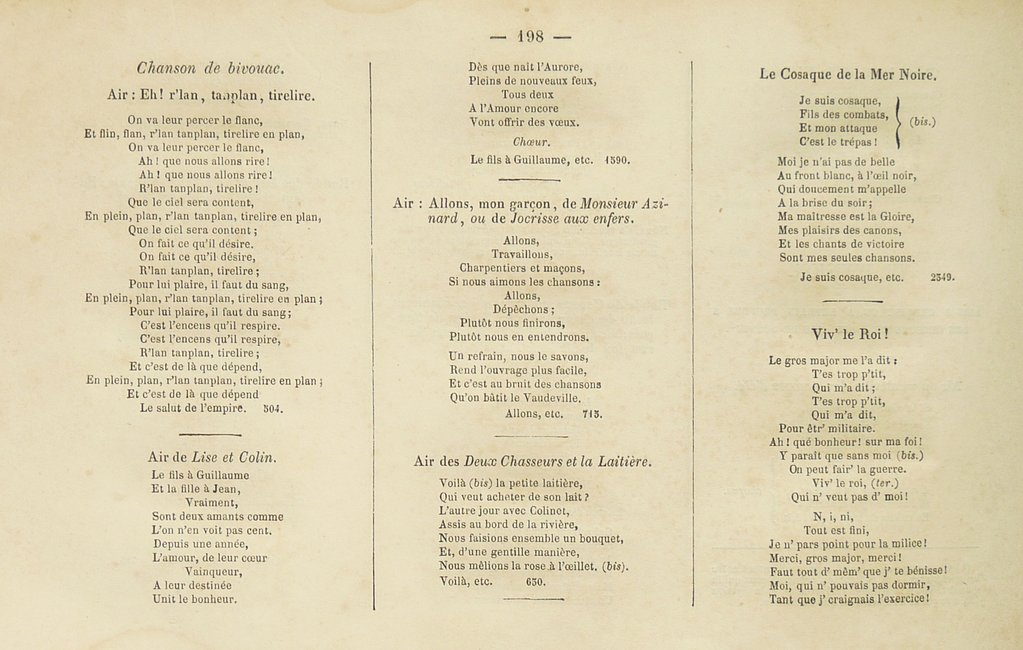 — 198 —
Chanson de bivouac.
Air : Eh! r'lan, tanplan, tirelire.
On va leur percer le flanc,
Et flin, flan, r'lan tanplan, tirelire en plan,
On va leur percer le flanc,
Ah ! que nous allons rire !
Ah ! que nous allons rire !
R'lan tanplan, tirelire !
Que le ciel sera content,
En plein, plan, r'lan tanplan, tirelire en plan,
Que le ciel sera content ;
On fait ce qu'il désire.
On fait ce qu'il désire,
R'lan tanplan, tirelire ;
Pour lui plaire, il faut du sang,
En plein, plan, r'lan tanplan, tirelire en plan ;
Pour lui plaire, il faut du sang ;
C'est l'encens qu'il respire.
C'est l'encens qu'il respire,
R'lan tanplan, tirelire ;
Et c'est de là que dépend,
En plein, plan, r'lan tanplan, tirelire en plan ;
Et c'est de là que dépend
Le salut de l'empire. 504.
Air de Lise et Colin.
Le fils à Guillaume
Et la fille à Jean,
Vraiment,
Sont deux amants comme
L'on n'en voit pas cent.
Depuis une année,
L'amour, de leur cœur
Vainqueur,
A leur destinée
Unit le bonheur.
Dès que naît l'Aurore,
Pleins de nouveaux feux,
Tous deux
A l'Amour encore
Vont offrir des vœux.
Chœur.
Le fils à Guillaume, etc. 1590.
Air : Allons, mon garçon, de Monsieur Azi-
nard, ou de Jocrisse aux enfers.
Allons,
Travaillons,
Charpentiers et maçons,
Si nous aimons les chansons :
Allons,
Dépêchons ;
Plutôt nous finirons,
Plutôt nous en entendrons.
Un refrain, nous le savons,
Rend l'ouvrage plus facile,
Et c'est au bruit des chansons
Qu'on bâtit le Vaudeville.
Allons, etc. 715.
Air des Deux Chasseurs et la Laitière.
Voilà (bis) la petite laitière,
Qui veut acheter de son lait ?
L'autre jour avec Colinet,
Assis au bord de la rivière,
Nous faisions ensemble un bouquet,
Et, d'une gentille manière,
Nous mêlions la rose à l'œillet. (bis).
Voilà, etc. 650.
Le Cosaque de la Mer Noire.
Je suis cosaque,
Fils des combats,
Et mon attaque
C'est le trépas !
(bis.)
Moi je n'ai pas de belle
Au front blanc, à l'œil noir,
Qui doucement m'appelle
A la brise du soir ;
Ma maîtresse est la Gloire,
Mes plaisirs des canons,
Et les chants de victoire
Sont mes seules chansons.
Je suis cosaque, etc. 2349.
Viv' le Roi !
Le gros major me l'a dit :
T'es trop p'tit,
Qui m'a dit ;
T'es trop p'tit,
Qui m'a dit,
Pour êtr' militaire.
Ah ! qué bonheur ! sur ma foi !
Y paraît que sans moi (bis.)
On peut fair' la guerre.
Viv' le roi, (ter.)
Qui n' veut pas d' moi !
N, i, ni,
Tout est fini,
Je n' pars point pour la milice !
Merci, gros major, merci !
Faut tout d' mêm' que j' te bénisse !
Moi, qui n' pouvais pas dormir,
Tant que j' craignais l'exercice !